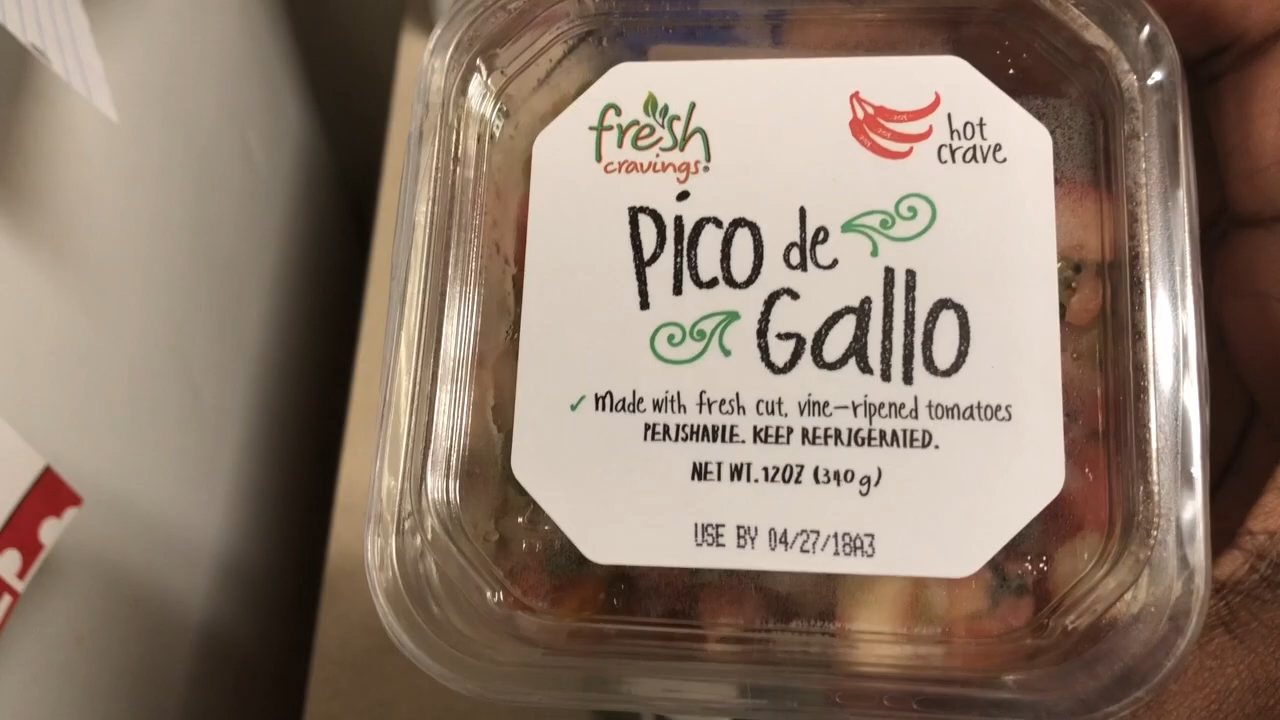 fresh
cravings
hot
crave
Pico de
Gallo
✓ Made with fresh cut, vine-ripened tomatoes
PERISHABLE. KEEP REFRIGERATED.
NET WT. 12OZ (340g)
USE BY 04/27/18A3